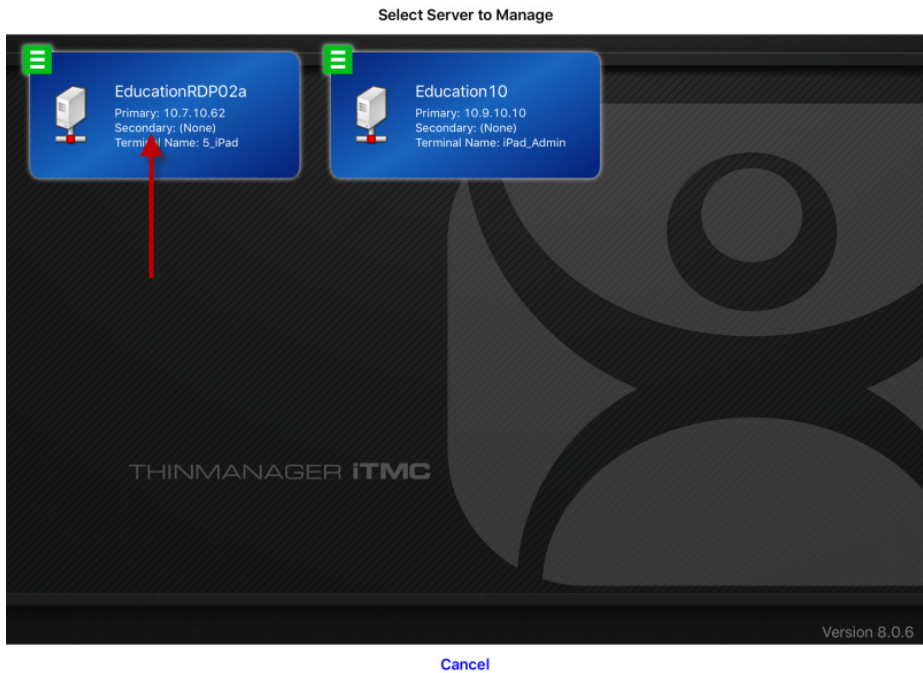 Select Server to Manage
EducationRDP02a
Primary: 10.7.10.62
Secondary: (None)
Terminal Name: 5_iPad
Education10
Primary: 10.9.10.10
Secondary: (None)
Terminal Name: iPad_Admin
THINMANAGER iTMC
Version 8.0.6
Cancel